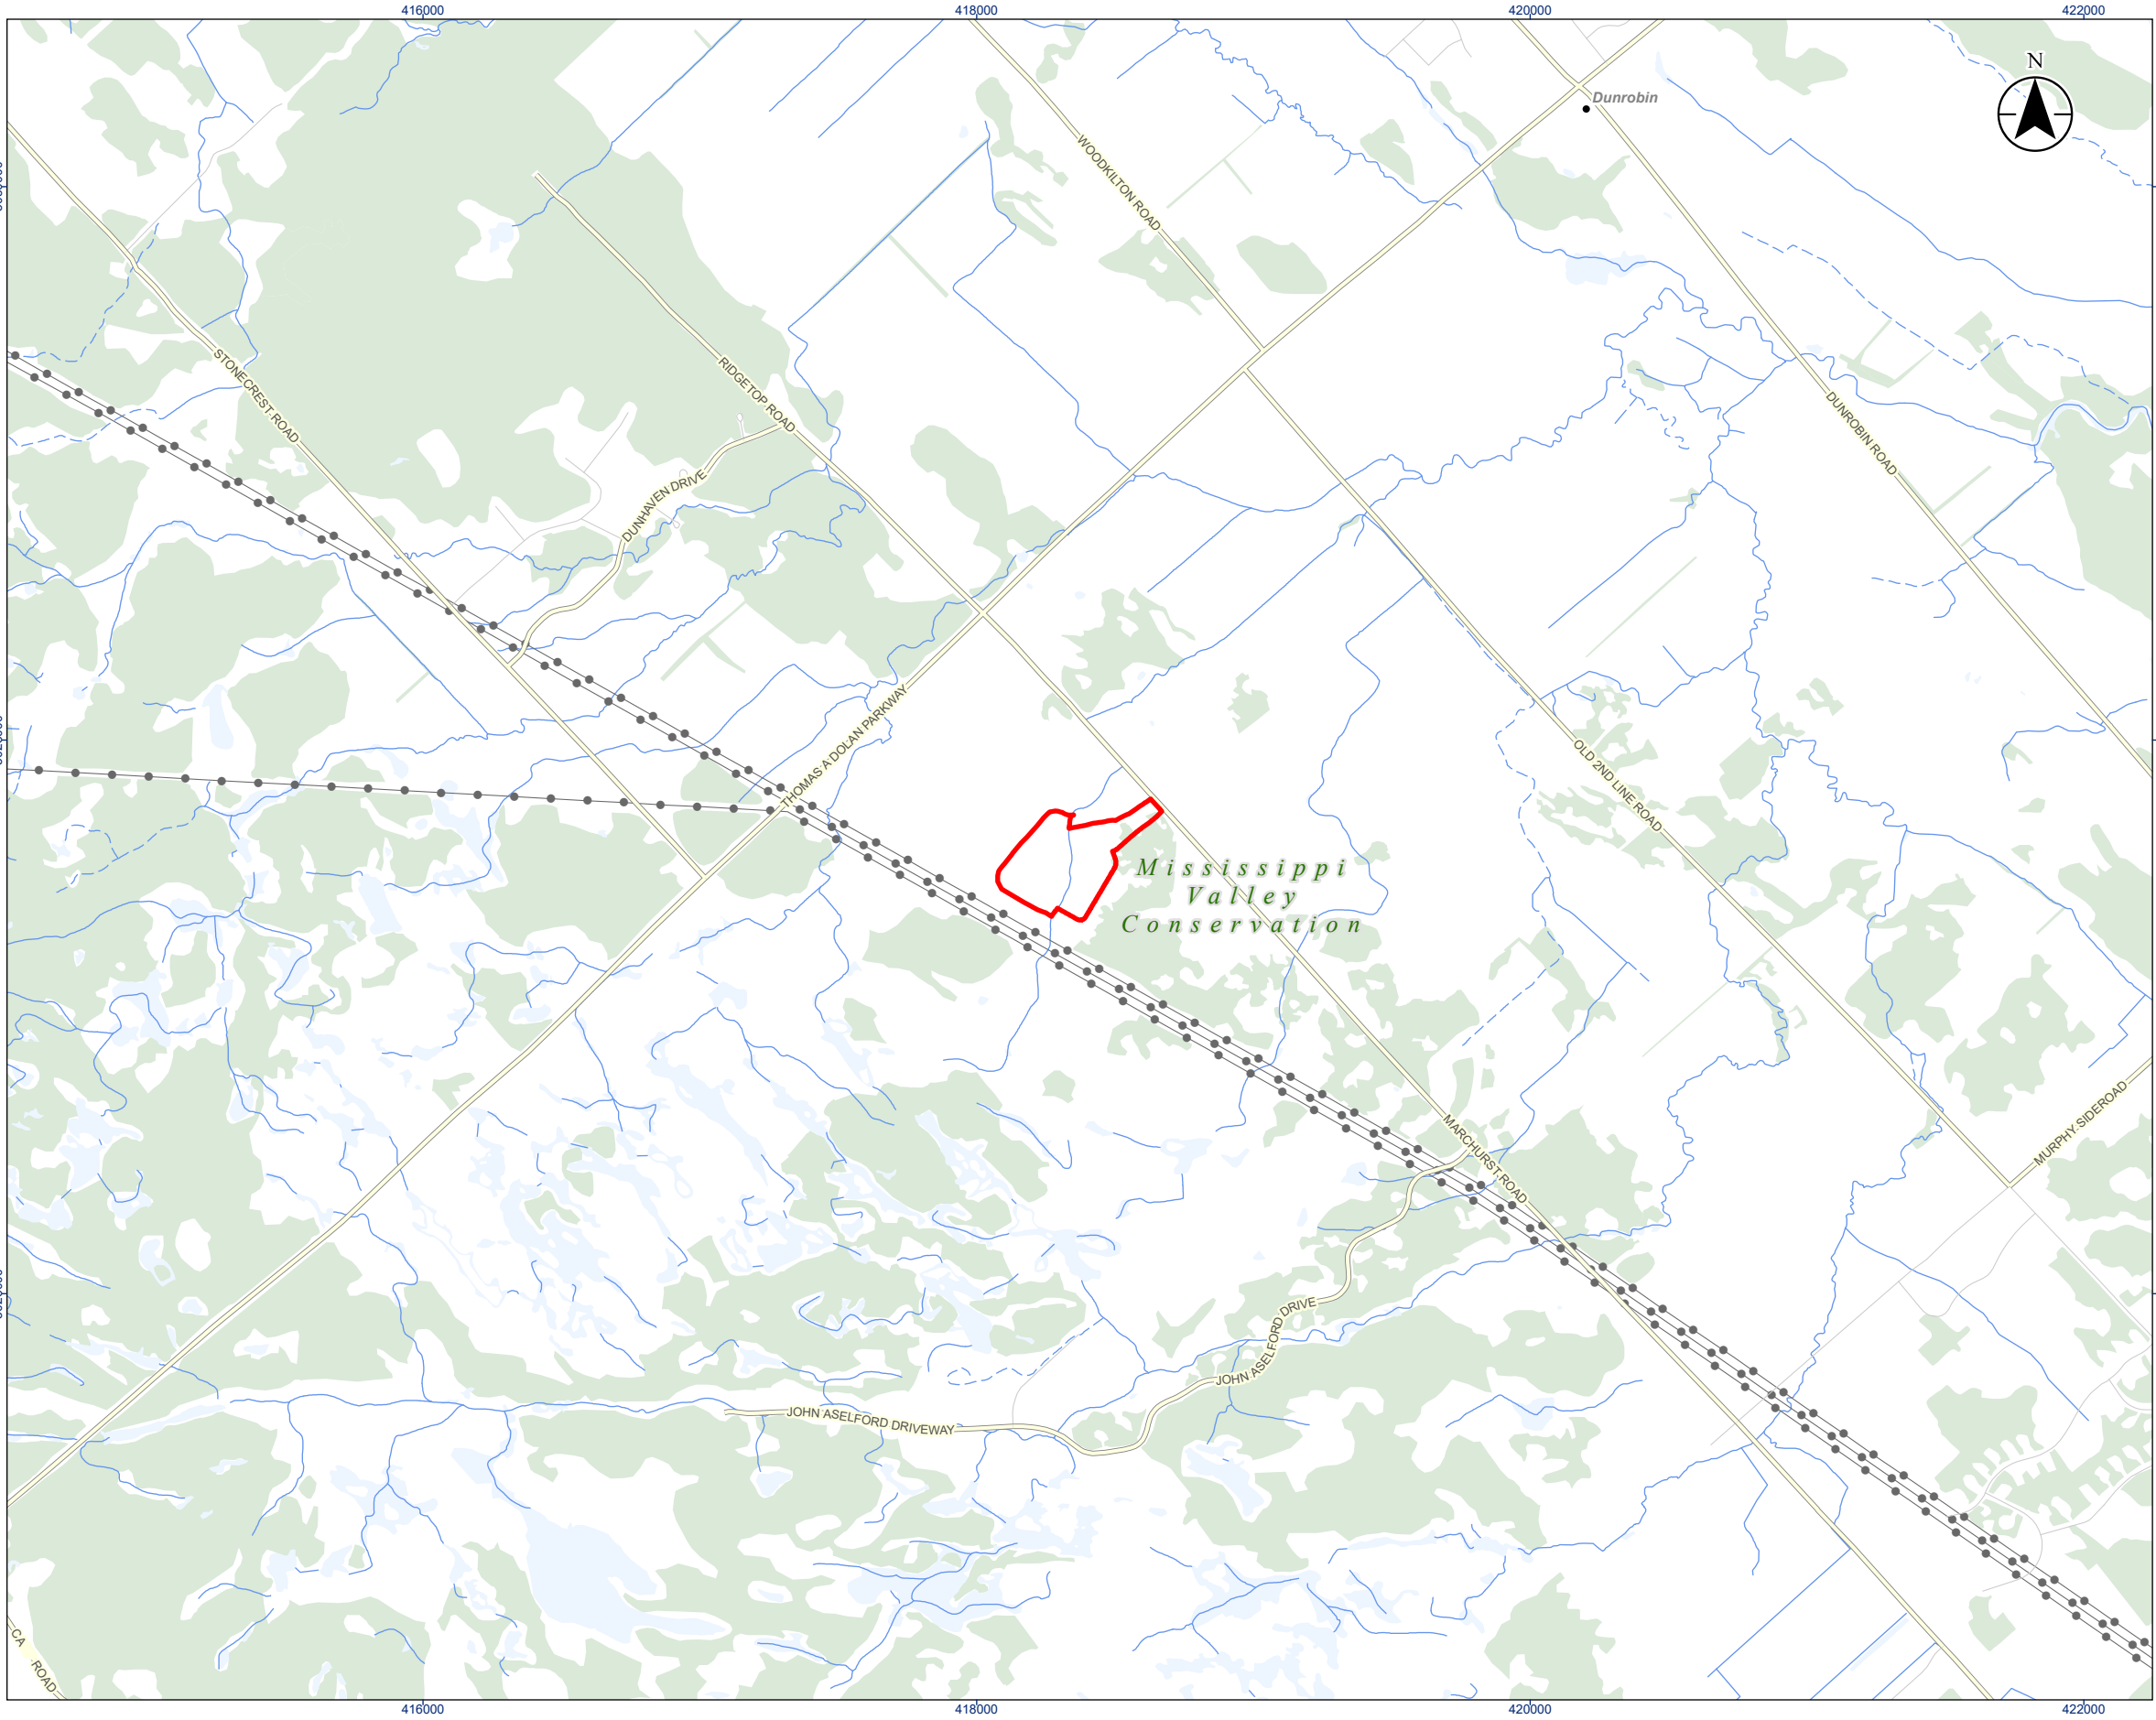 416000
418000
420000
422000
N
Dunrobin
WOODKILTON ROAD
STONECREST ROAD
RIDGETOP ROAD
DUNROBIN ROAD
DUNHAVEN DRIVE
THOMAS A DOLAN PARKWAY
OLD 2ND LINE ROAD
Mississippi
Valley
Conservation
MARCHURST ROAD
MURPHY SIDEROAD
JOHN ASELFORD DRIVE
JOHN ASELFORD DRIVEWAY
ROAD
416000
418000
420000
422000